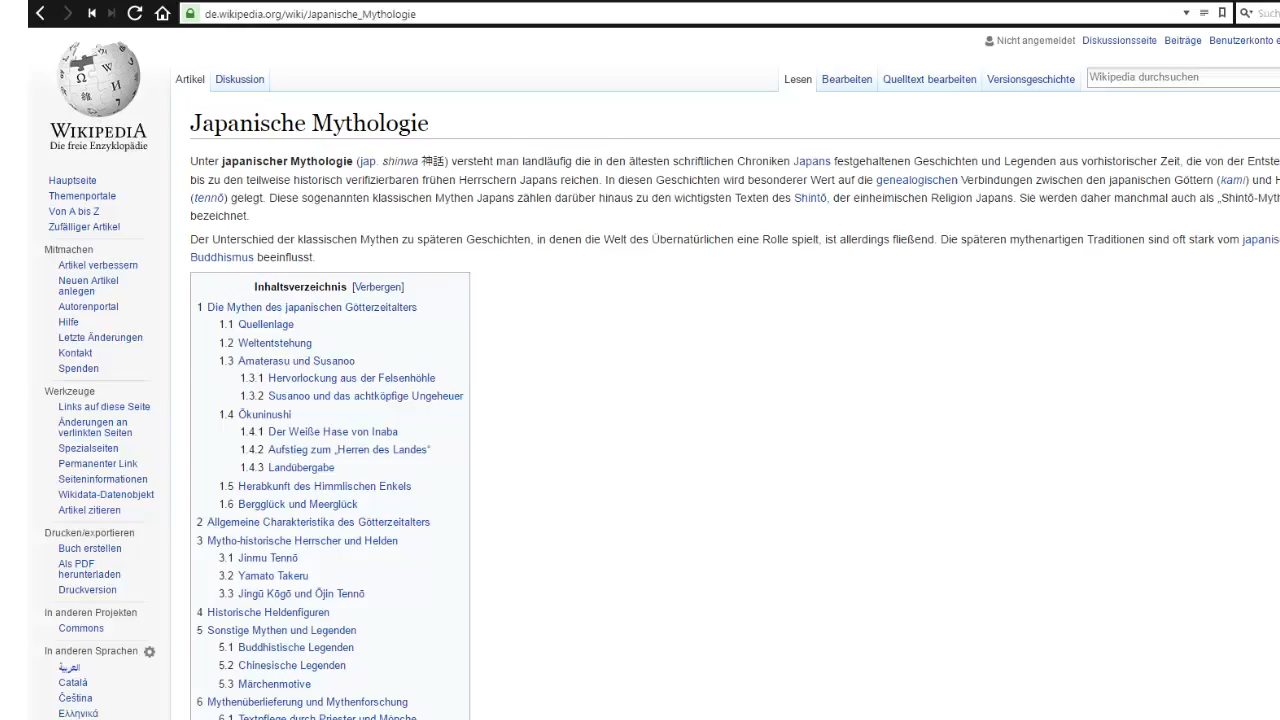 de.wikipedia.org/wiki/Japanische_Mythologie
Such
Nicht angemeldet Diskussionsseite Beiträge Benutzerkonto e
Artikel Diskussion Lesen Bearbeiten Quelltext bearbeiten Versionsgeschichte Wikipedia durchsuchen
WIKIPEDIA
Die freie Enzyklopädie
Hauptseite
Themenportale
Von A bis Z
Zufälliger Artikel
Mitmachen
Artikel verbessern
Neuen Artikel
anlegen
Autorenportal
Hilfe
Letzte Änderungen
Kontakt
Spenden
Werkzeuge
Links auf diese Seite
Änderungen an
verlinkten Seiten
Spezialseiten
Permanenter Link
Seiteninformationen
Wikidata-Datenobjekt
Artikel zitieren
Drucken/exportieren
Buch erstellen
Als PDF
herunterladen
Druckversion
In anderen Projekten
Commons
In anderen Sprachen
العربية
Català
Čeština
Ελληνικά
Japanische Mythologie
Unter japanischer Mythologie (jap. shinwa 神話) versteht man landläufig die in den ältesten schriftlichen Chroniken Japans festgehaltenen Geschichten und Legenden aus vorhistorischer Zeit, die von der Entste
bis zu den teilweise historisch verifizierbaren frühen Herrschern Japans reichen. In diesen Geschichten wird besonderer Wert auf die genealogischen Verbindungen zwischen den japanischen Göttern (kami) und H
(tennō) gelegt. Diese sogenannten klassischen Mythen Japans zählen darüber hinaus zu den wichtigsten Texten des Shintō, der einheimischen Religion Japans. Sie werden daher manchmal auch als „Shintō-Myth
bezeichnet.
Der Unterschied der klassischen Mythen zu späteren Geschichten, in denen die Welt des Übernatürlichen eine Rolle spielt, ist allerdings fließend. Die späteren mythenartigen Traditionen sind oft stark vom japanis
Buddhismus beeinflusst.
Inhaltsverzeichnis [Verbergen]
1 Die Mythen des japanischen Götterzeitalters
1.1 Quellenlage
1.2 Weltentstehung
1.3 Amaterasu und Susanoo
1.3.1 Hervorlockung aus der Felsenhöhle
1.3.2 Susanoo und das achtköpfige Ungeheuer
1.4 Ōkuninushi
1.4.1 Der Weiße Hase von Inaba
1.4.2 Aufstieg zum „Herren des Landes“
1.4.3 Landübergabe
1.5 Herabkunft des Himmlischen Enkels
1.6 Bergglück und Meerglück
2 Allgemeine Charakteristika des Götterzeitalters
3 Mytho-historische Herrscher und Helden
3.1 Jinmu Tennō
3.2 Yamato Takeru
3.3 Jingū Kōgō und Ōjin Tennō
4 Historische Heldenfiguren
5 Sonstige Mythen und Legenden
5.1 Buddhistische Legenden
5.2 Chinesische Legenden
5.3 Märchenmotive
6 Mythenüberlieferung und Mythenforschung
6.1 Textpflege durch Priester und Mönche